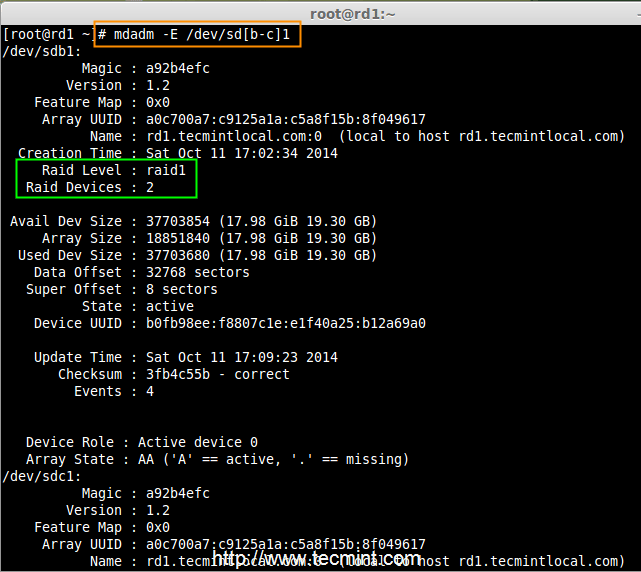 root@rd1:~
[root@rd1 ~]# mdadm -E /dev/sd[b-c]1
/dev/sdb1:
Magic : a92b4efc
Version : 1.2
Feature Map : 0x0
Array UUID : a0c700a7:c9125a1a:c5a8f15b:8f049617
Name : rd1.tecmintlocal.com:0  (local to host rd1.tecmintlocal.com)
Creation Time : Sat Oct 11 17:02:34 2014
Raid Level : raid1
Raid Devices : 2
Avail Dev Size : 37703854 (17.98 GiB 19.30 GB)
Array Size : 18851840 (17.98 GiB 19.30 GB)
Used Dev Size : 37703680 (17.98 GiB 19.30 GB)
Data Offset : 32768 sectors
Super Offset : 8 sectors
State : active
Device UUID : b0fb98ee:f8807c1e:e1f40a25:b12a69a0
Update Time : Sat Oct 11 17:09:23 2014
Checksum : 3fb4c55b - correct
Events : 4
Device Role : Active device 0
Array State : AA ('A' == active, '.' == missing)
/dev/sdc1:
Magic : a92b4efc
Version : 1.2
Feature Map : 0x0
Array UUID : a0c700a7:c9125a1a:c5a8f15b:8f049617
http://www.tecmint.com
Name : rd1.tecmintlocal.com:0  (local to host rd1.tecmintlocal.com)